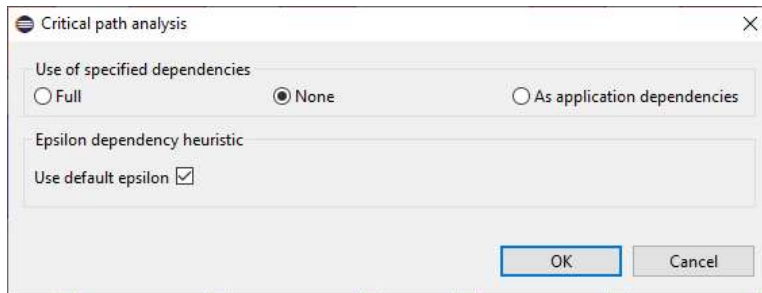 Critical path analysis
Use of specified dependencies
Full None As application dependencies
Epsilon dependency heuristic
Use default epsilon
OK Cancel